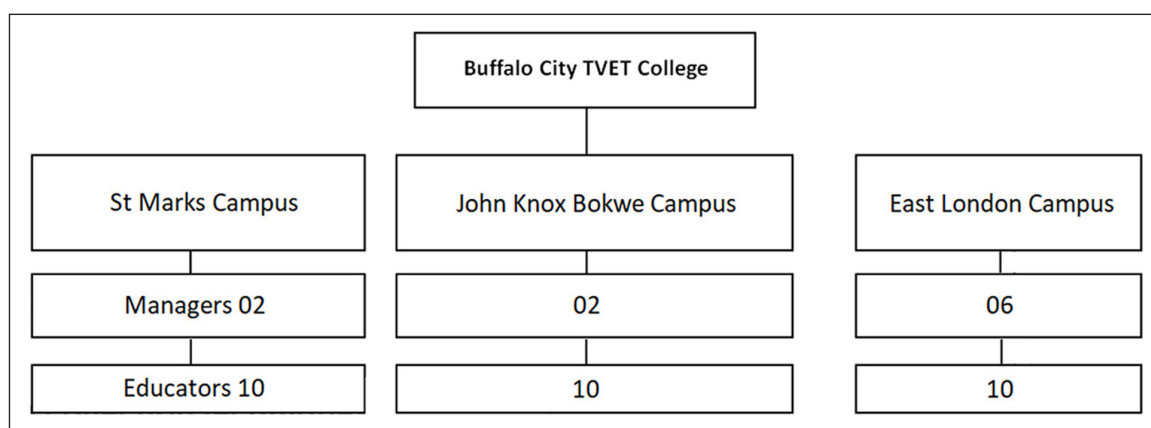 Buffalo City TVET College
St Marks Campus
John Knox Bokwe Campus
East London Campus
Managers 02
02
06
Educators 10
10
10